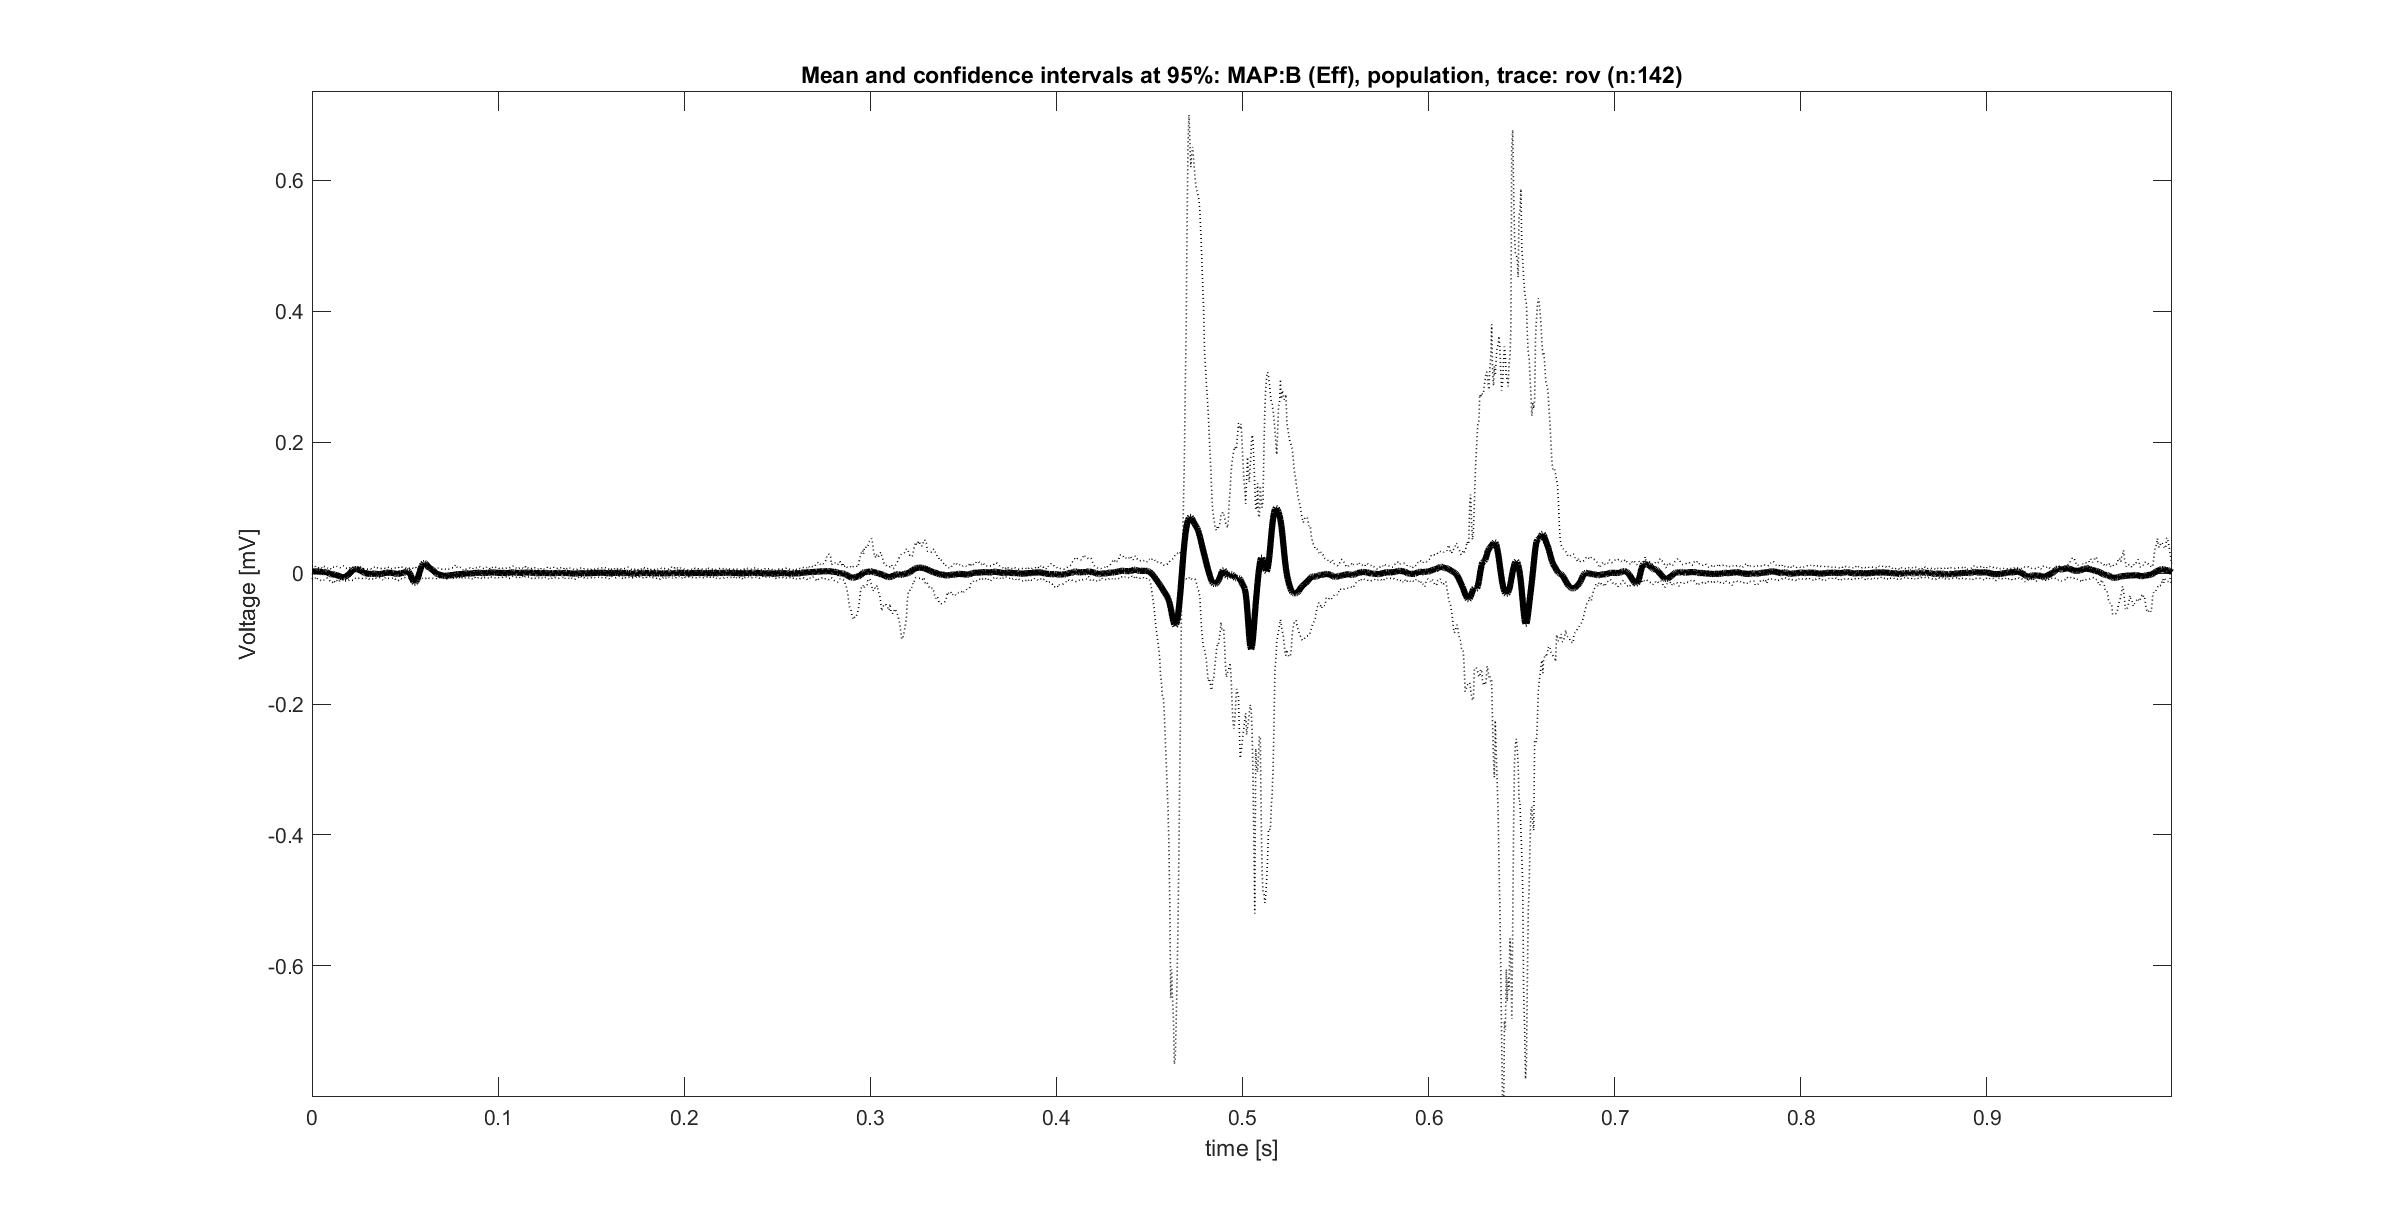 Mean and confidence intervals at 95%: MAP:B (Eff), population, trace: rov (n:142)
0.6
0.4
0.2
0
-0.2
-0.4
-0.6
Voltage [mV]
0 0.1 0.2 0.3 0.4 0.5 0.6 0.7 0.8 0.9
time [s]